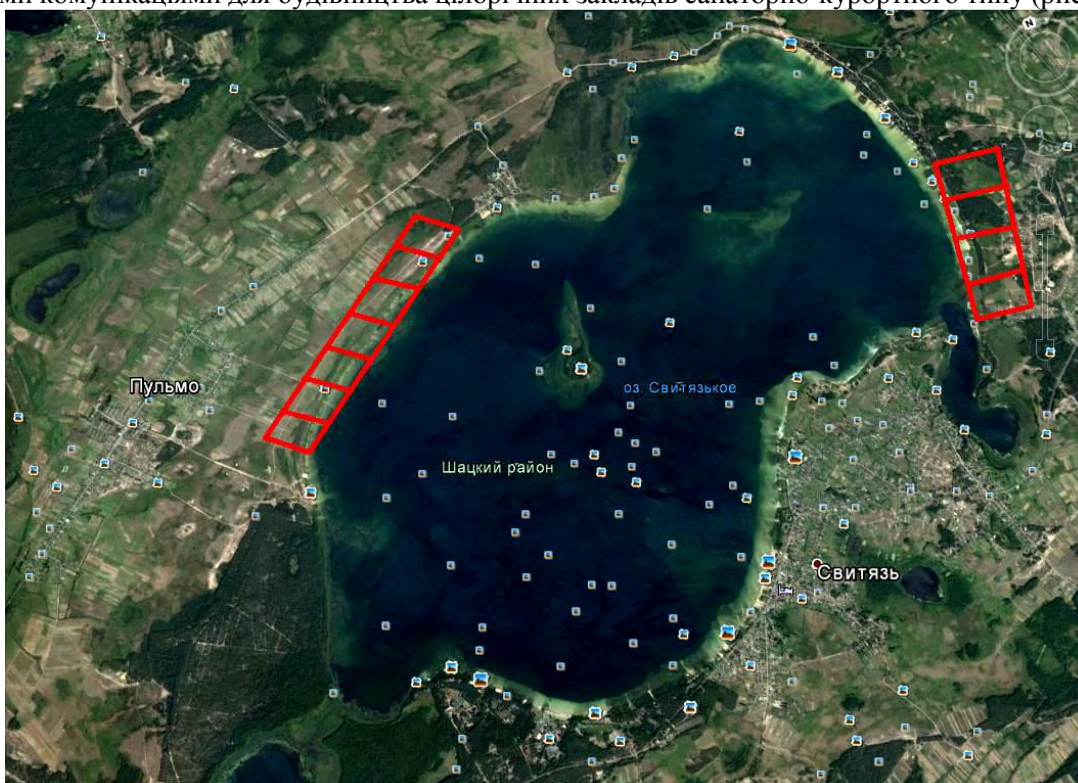 ми комунікаціями для будівництва цілорічних закладів санаторно-курортного типу (рис
N
Пульмо
оз. Свитязькое
Шацкий район
Свитязь